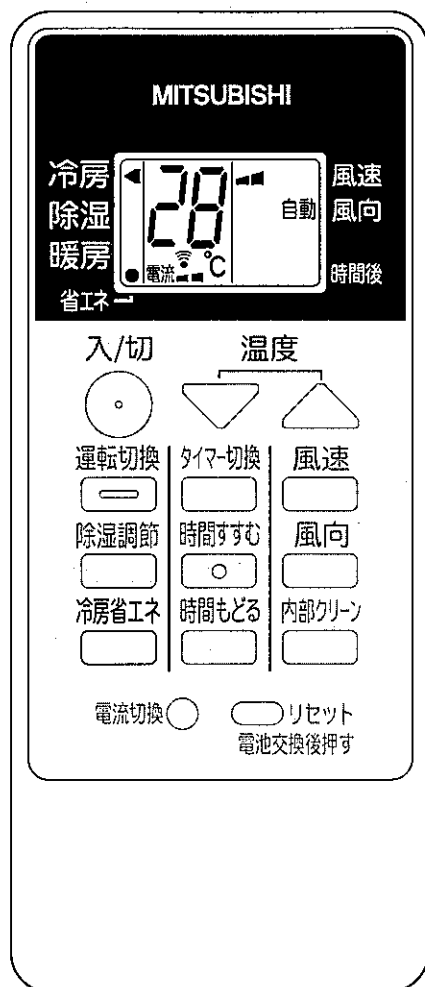 MITSUBISHI
冷房 28℃ 風速
除湿 自動 風向
暖房 電流 時間後
省エネ
入/切 温度
運転切換 タイマー切換 風速
除湿調節 時間すすむ 風向
冷房省エネ 時間もどる 内部クリーン
電流切換 リセット
電池交換後押す